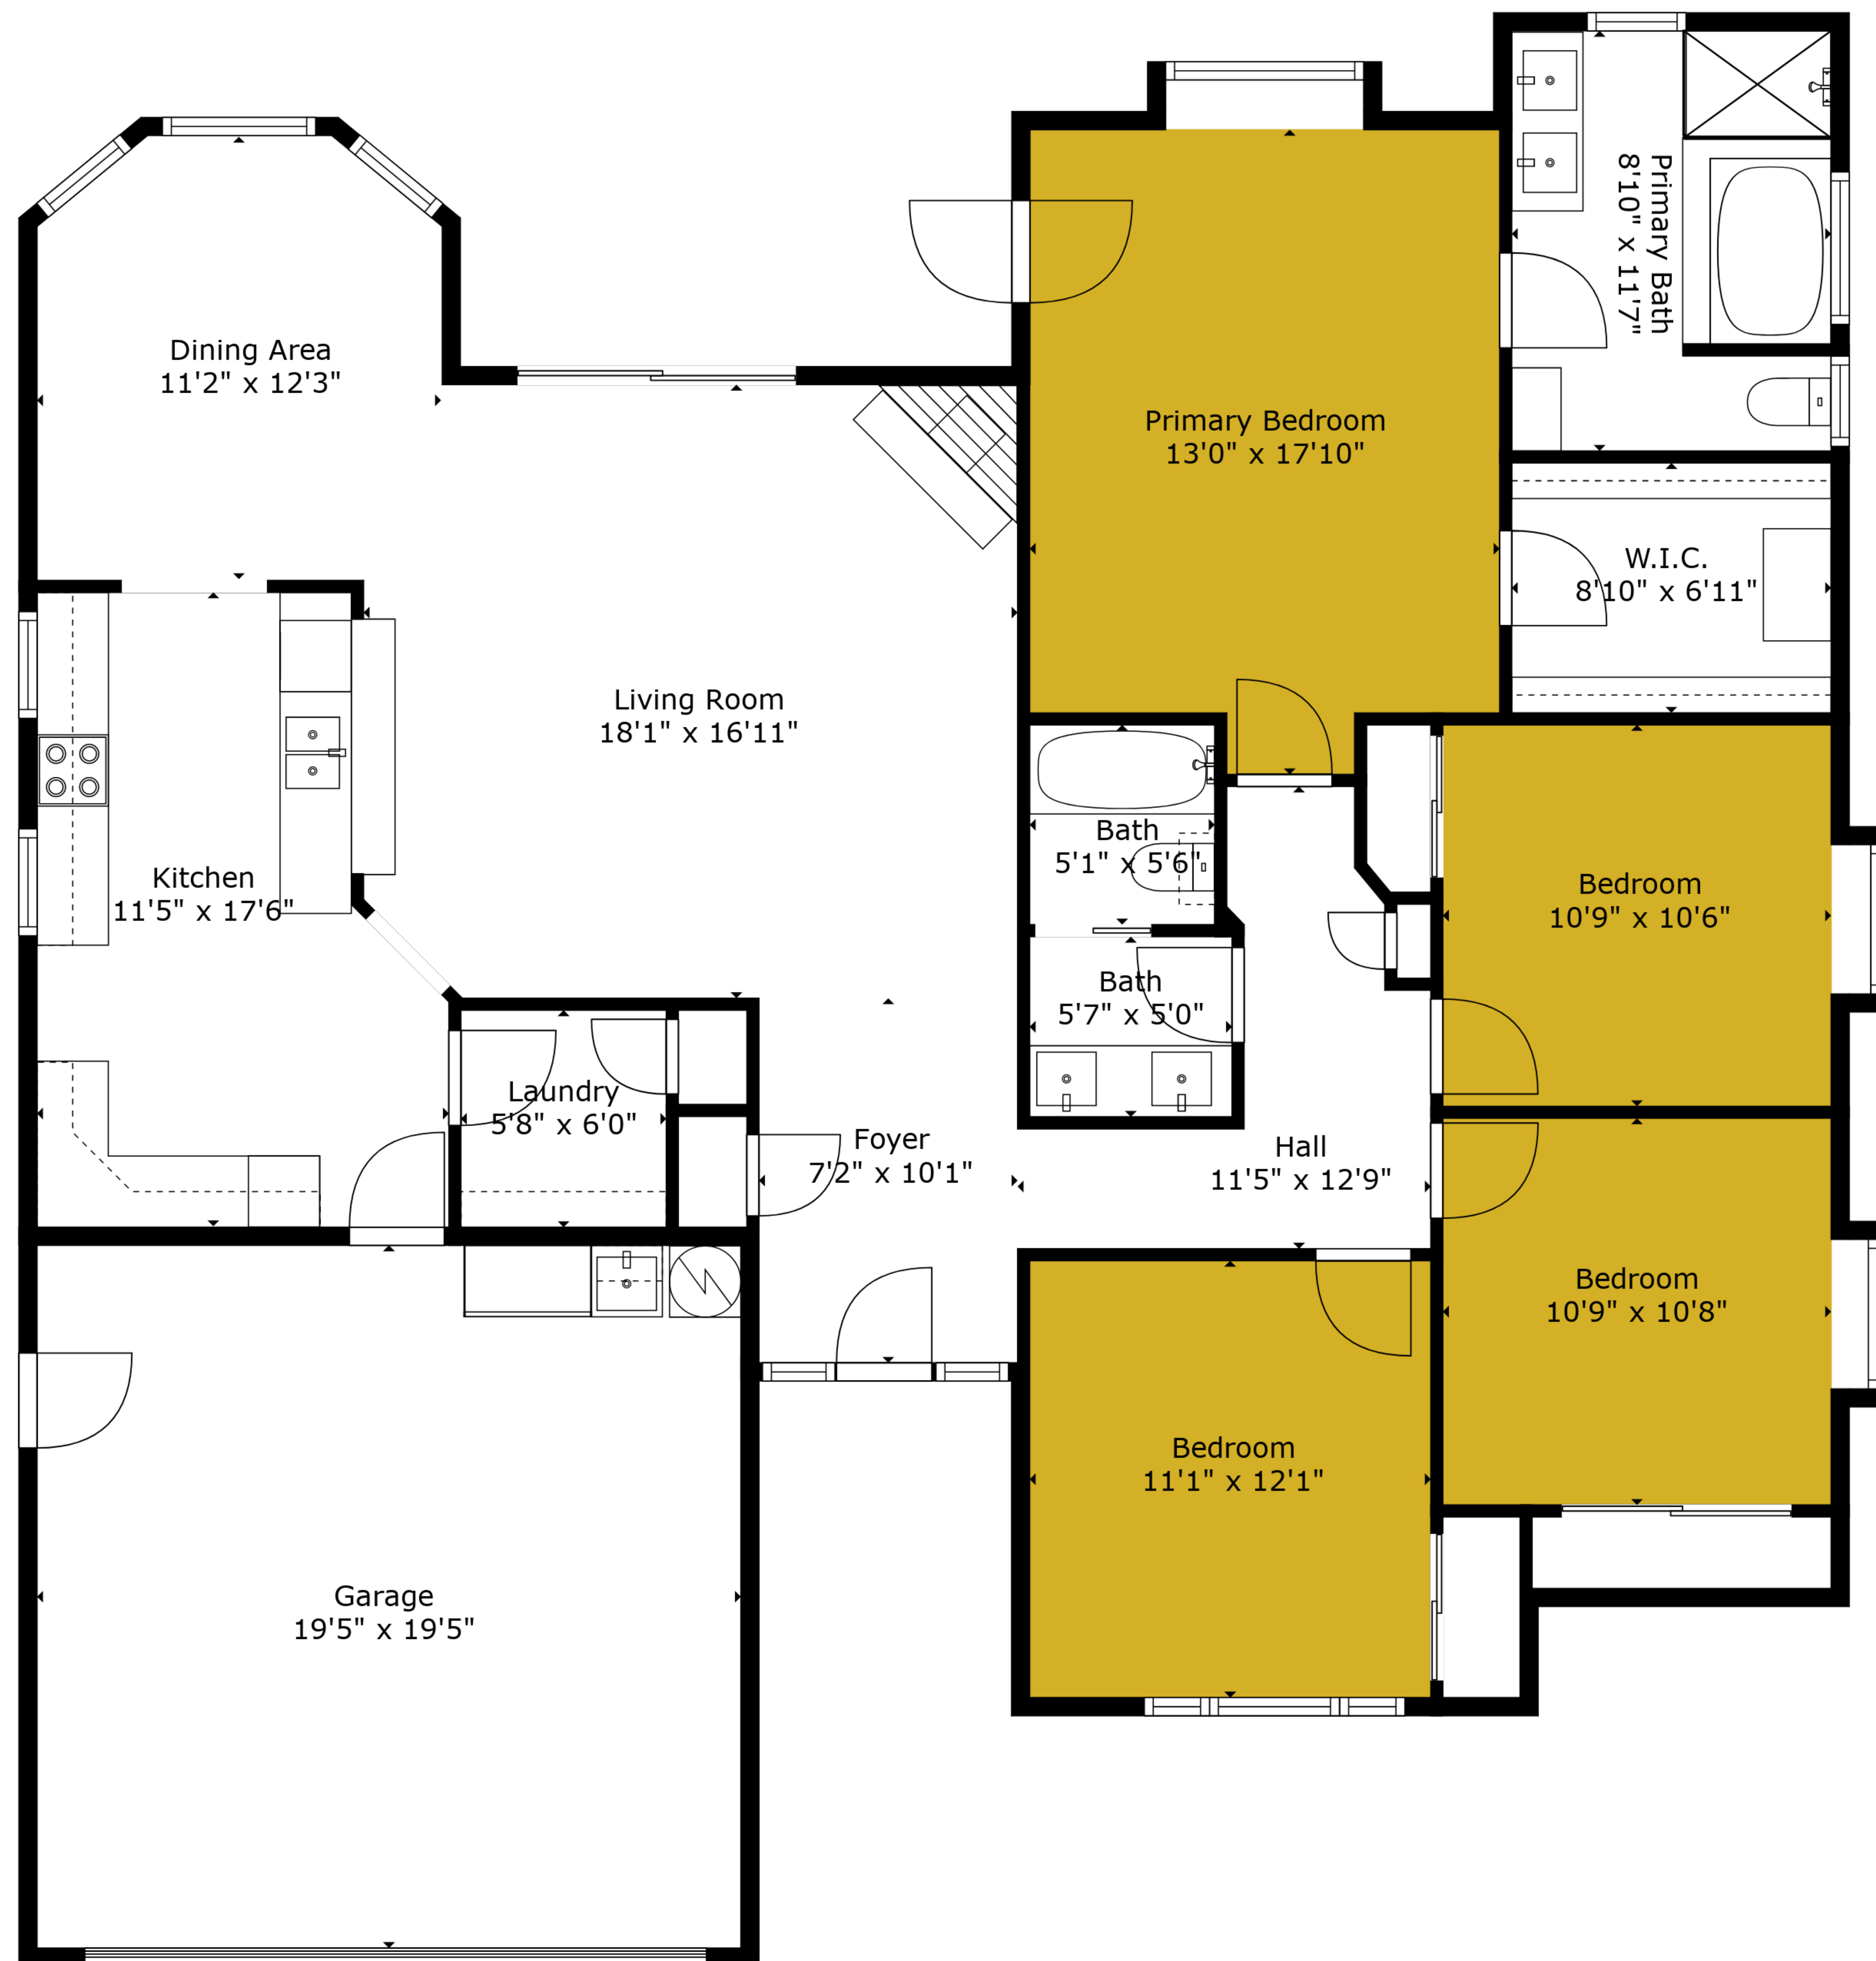 Primary Bath
8'10" x 11'7"
Dining Area
11'2" x 12'3"
Primary Bedroom
13'0" x 17'10"
W.I.C.
8'10" x 6'11"
Living Room
18'1" x 16'11"
Bath
5'1" x 5'6"
Kitchen
11'5" x 17'6"
Bedroom
10'9" x 10'6"
Bath
5'7" x 5'0"
Laundry
5'8" x 6'0"
Foyer
7'2" x 10'1"
Hall
11'5" x 12'9"
Bedroom
10'9" x 10'8"
Bedroom
11'1" x 12'1"
Garage
19'5" x 19'5"